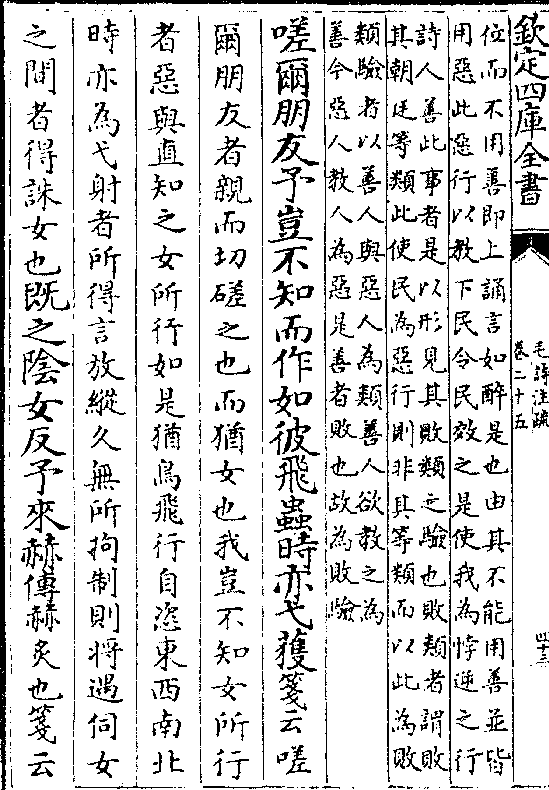 欽定四庫全書
毛詩注疏
卷二十五
位而不用善即上誦言如醉是也由其不能用善並皆
用惡此惡行以教下民令民效之是使我為悖逆之行
詩人善此事者是以形見其敗類之驗也敗類者謂敗
其朝廷等類此使民為惡行則非其等類而以此為敗
類驗者以善人與惡人為類善人欲教之為
善今惡人教人為惡是善者敗也故為敗驗
嗟爾朋友予豈不知而作如彼飛蟲時亦弋獲箋云嗟
爾朋友者親而切磋之也而猶女也我豈不知女所行
者惡與直知之女所行如是猶鳥飛行自恣東西南北
時亦為弋射者所得言放縱久無所拘制則將遇伺女
之間者得誅女也既之陰女反予來赫傳赫炙也箋云